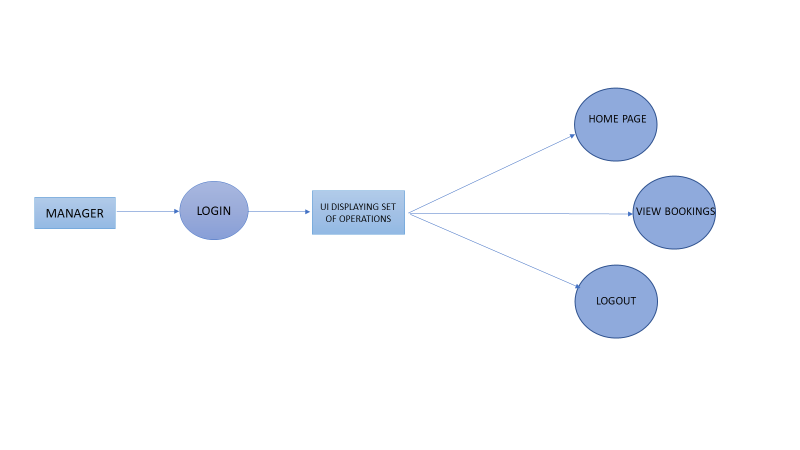 HOME PAGE
MANAGER
LOGIN
UI DISPLAYING SET
OF OPERATIONS
VIEW BOOKINGS
LOGOUT